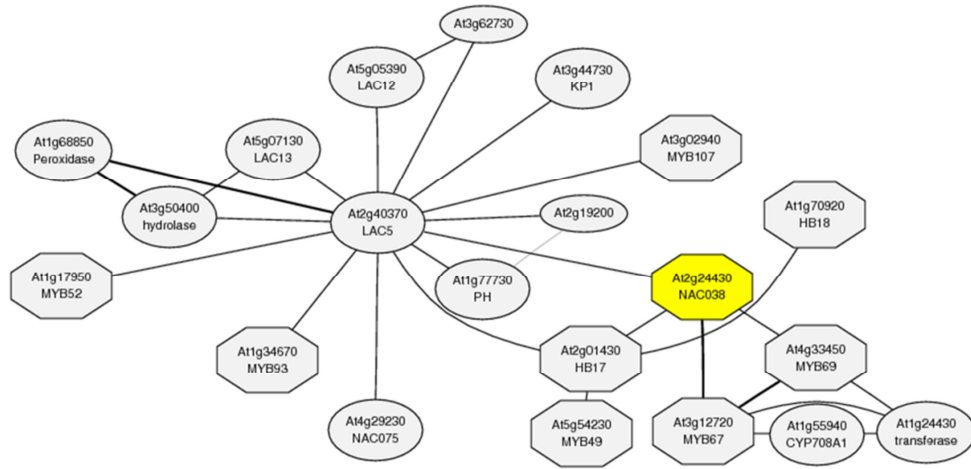 At3g62730
At5g05390
LAC12
At3g44730
KP1
At1g68850
Peroxidase
At5g07130
LAC13
At3g02940
MYB107
At3g50400
hydrolase
At2g40370
LAC5
At2g19200
At1g70920
HB18
At1g17950
MYB52
At1g77730
PH
At2g24430
NAC038
At1g34670
MYB93
At2g01430
HB17
At4g33450
MYB69
At4g29230
NAC075
At5g54230
MYB49
At3g12720
MYB67
At1g55940
CYP708A1
At1g24430
transferase